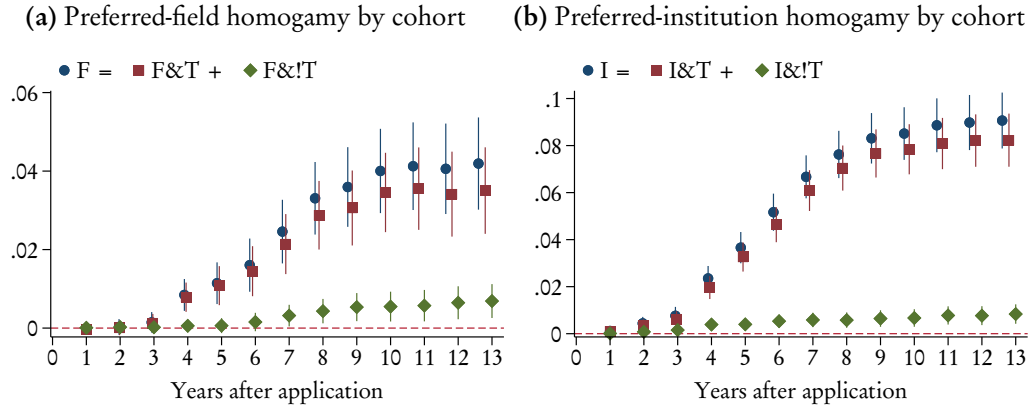 (a) Preferred-field homogamy by cohort
F = F&T + F&!T
.06
.04
.02
0
0 1 2 3 4 5 6 7 8 9 10 11 12 13
Years after application
(b) Preferred-institution homogamy by cohort
I = I&T + I&!T
.1
.08
.06
.04
.02
0
0 1 2 3 4 5 6 7 8 9 10 11 12 13
Years after application